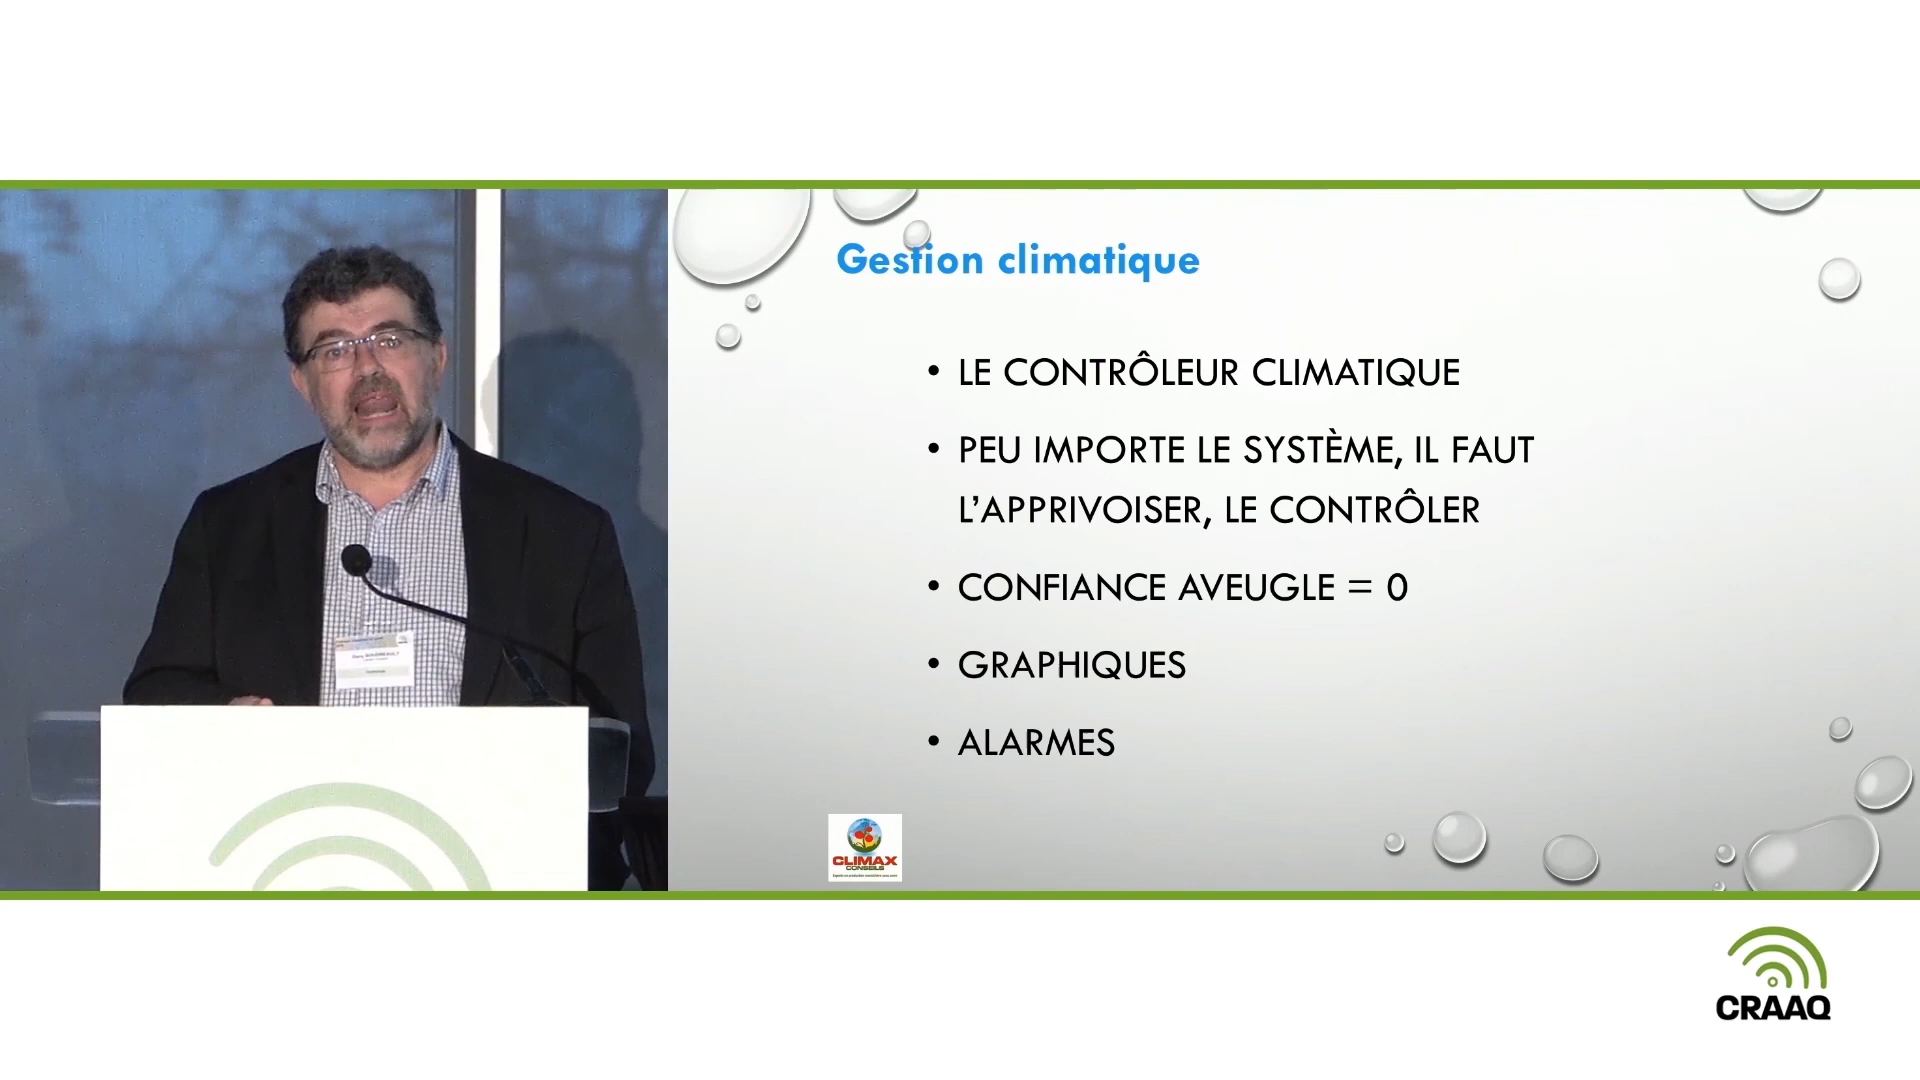 Gestion climatique
• LE CONTRÔLEUR CLIMATIQUE
• PEU IMPORTE LE SYSTÈME, IL FAUT
L’APPRIVOISER, LE CONTRÔLER
• CONFIANCE AVEUGLE = 0
• GRAPHIQUES
• ALARMES
CLIMAX
CONSEILS
CRAAQ